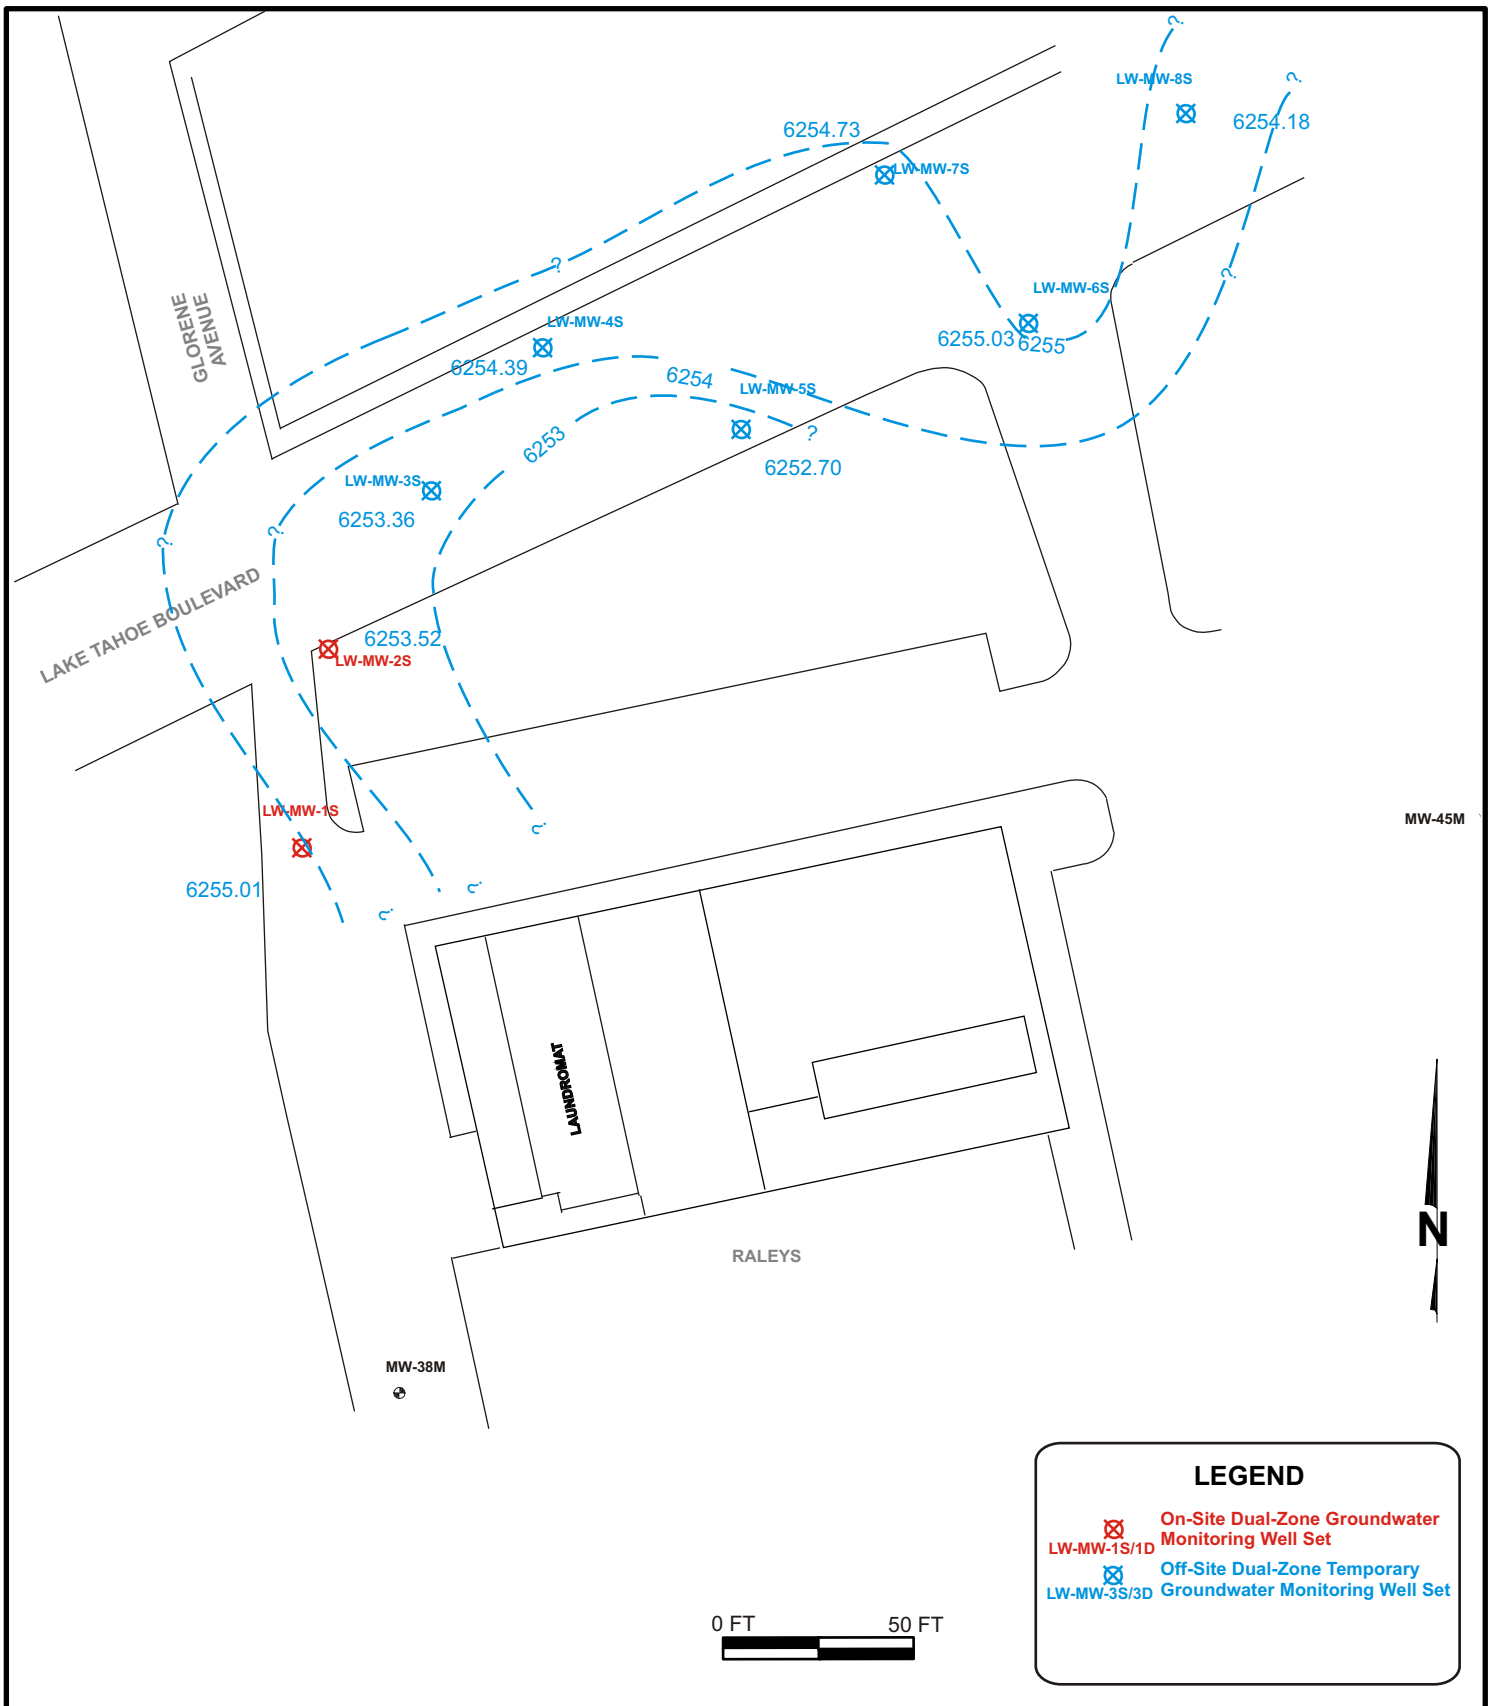 ?
LW-MW-8S
?
6254.18
6254.73
LW-MW-7S
?
?
LW-MW-6S
GLORENE
AVENUE
LW-MW-4S
6255.03
6255
6254.39
6254
LW-MW-5S
?
6253
6252.70
LW-MW-3S
6253.36
?
?
LAKE TAHOE BOULEVARD
6253.52
LW-MW-2S
LW-MW-1S
?
MW-45M
6255.01
?
?
LAUNDROMAT
N
RALEYS
MW-38M
LEGEND
On-Site Dual-Zone Groundwater
Monitoring Well Set
LW-MW-1S/1D
Off-Site Dual-Zone Temporary
Groundwater Monitoring Well Set
LW-MW-3S/3D
0 FT
50 FT